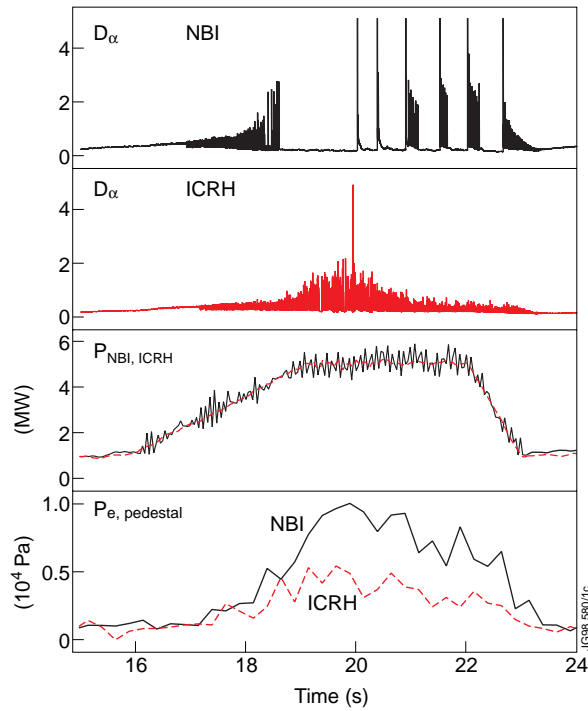 Dα NBI
4
2
0
Dα ICRH
4
2
0
PNBI, ICRH
6
4
2
0
(MW)
Pe, pedestal
1.0
0.5
0
(10⁴ Pa)
NBI
ICRH
16 18 20 22 24
Time (s)
JG98.580/1c